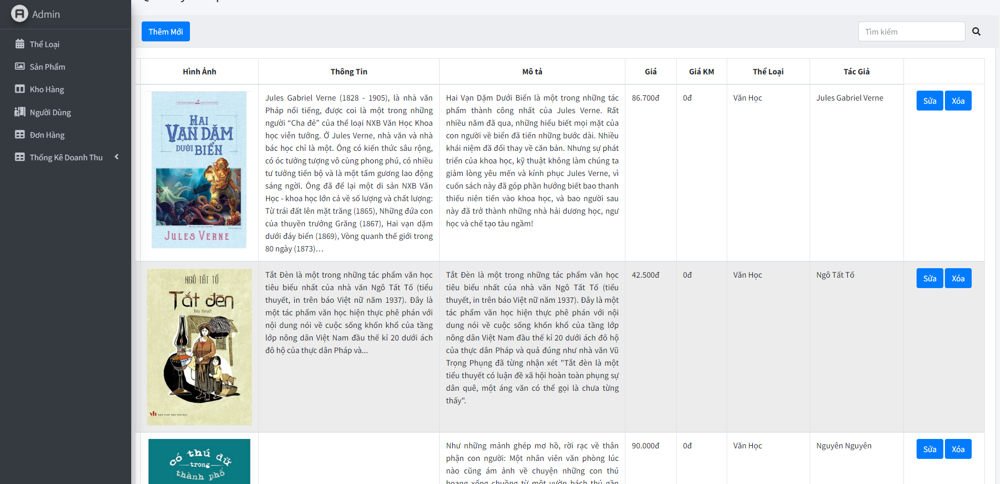 Admin
Thể Loại
Sản Phẩm
Kho Hàng
Người Dùng
Đơn Hàng
Thống Kê Doanh Thu
Thêm Mới
Tìm kiếm
Hình Ảnh
Thông Tin
Mô tả
Giá
Giá KM
Thể Loại
Tác Giả
HAI
VẠN DẶM
DƯỚI BIỂN
JULES VERNE
Jules Gabriel Verne (1828 - 1905), là nhà văn
Pháp nổi tiếng, được coi là một trong những
người “Cha đẻ” của thể loại NXB Văn Học Khoa
học viễn tưởng. Ở Jules Verne, nhà văn và nhà
bác học chỉ là một. Ông có kiến thức sâu rộng,
có óc tưởng tượng vô cùng phong phú, có nhiều
tư tưởng tiến bộ và là một tấm gương lao động
sáng ngời. Ông đã để lại một di sản NXB Văn
Học - khoa học lớn cả về số lượng và chất lượng:
Từ trái đất lên mặt trăng (1865), Những đứa con
của thuyền trưởng Grăng (1867), Hai vạn dặm
dưới đáy biển (1869), Vòng quanh thế giới trong
80 ngày (1873)…
Hai Vạn Dặm Dưới Biển là một trong những tác
phẩm thành công nhất của Jules Verne. Rất
nhiều năm đã qua, những hiểu biết mọi mặt của
con người về biển đã tiến những bước dài. Nhiều
khái niệm đã đổi thay về căn bản. Nhưng sự phát
triển của khoa học, kỹ thuật không làm chúng ta
giảm lòng yêu mến và kính phục Jules Verne, vì
cuốn sách này đã góp phần hướng biết bao thanh
thiếu niên tiến vào khoa học, và bao người sau
này đã trở thành những nhà hải dương học, ngư
học và chế tạo tàu ngầm!
86.700đ
0đ
Văn Học
Jules Gabriel Verne
Sửa
Xóa
NGÔ TẤT TỐ
Tắt đèn
tiểu thuyết
vh NHÀ XUẤT BẢN VĂN HỌC
Tắt Đèn là một trong những tác phẩm văn học
tiêu biểu nhất của nhà văn Ngô Tất Tố (tiểu
thuyết, in trên báo Việt nữ năm 1937). Đây là
một tác phẩm văn học hiện thực phê phán với
nội dung nói về cuộc sống khốn khổ của tầng
lớp nông dân Việt Nam đầu thế kỉ 20 dưới ách
đô hộ của thực dân Pháp và...
Tắt Đèn là một trong những tác phẩm văn học
tiêu biểu nhất của nhà văn Ngô Tất Tố (tiểu
thuyết, in trên báo Việt nữ năm 1937). Đây là một
tác phẩm văn học hiện thực phê phán với nội
dung nói về cuộc sống khốn khổ của tầng lớp
nông dân Việt Nam đầu thế kỉ 20 dưới ách đô hộ
của thực dân Pháp và quả đúng như nhà văn Vũ
Trọng Phụng đã từng nhận xét "Tắt đèn là một
tiểu thuyết có luận đề xã hội hoàn toàn phụng sự
dân quê, một áng văn có thể gọi là chưa từng
thấy".
42.500đ
0đ
Văn Học
Ngô Tất Tố
Sửa
Xóa
có thú dữ
trong
thành phố
Như những mảnh ghép mơ hồ, rời rạc về thân
phận con người: Một nhân viên văn phòng lúc
nào cũng ám ảnh về chuyện những con thú
hoang xổng chuồng từ một vườn bách thú gần
90.000đ
0đ
Văn Học
Nguyên Nguyên
Sửa
Xóa